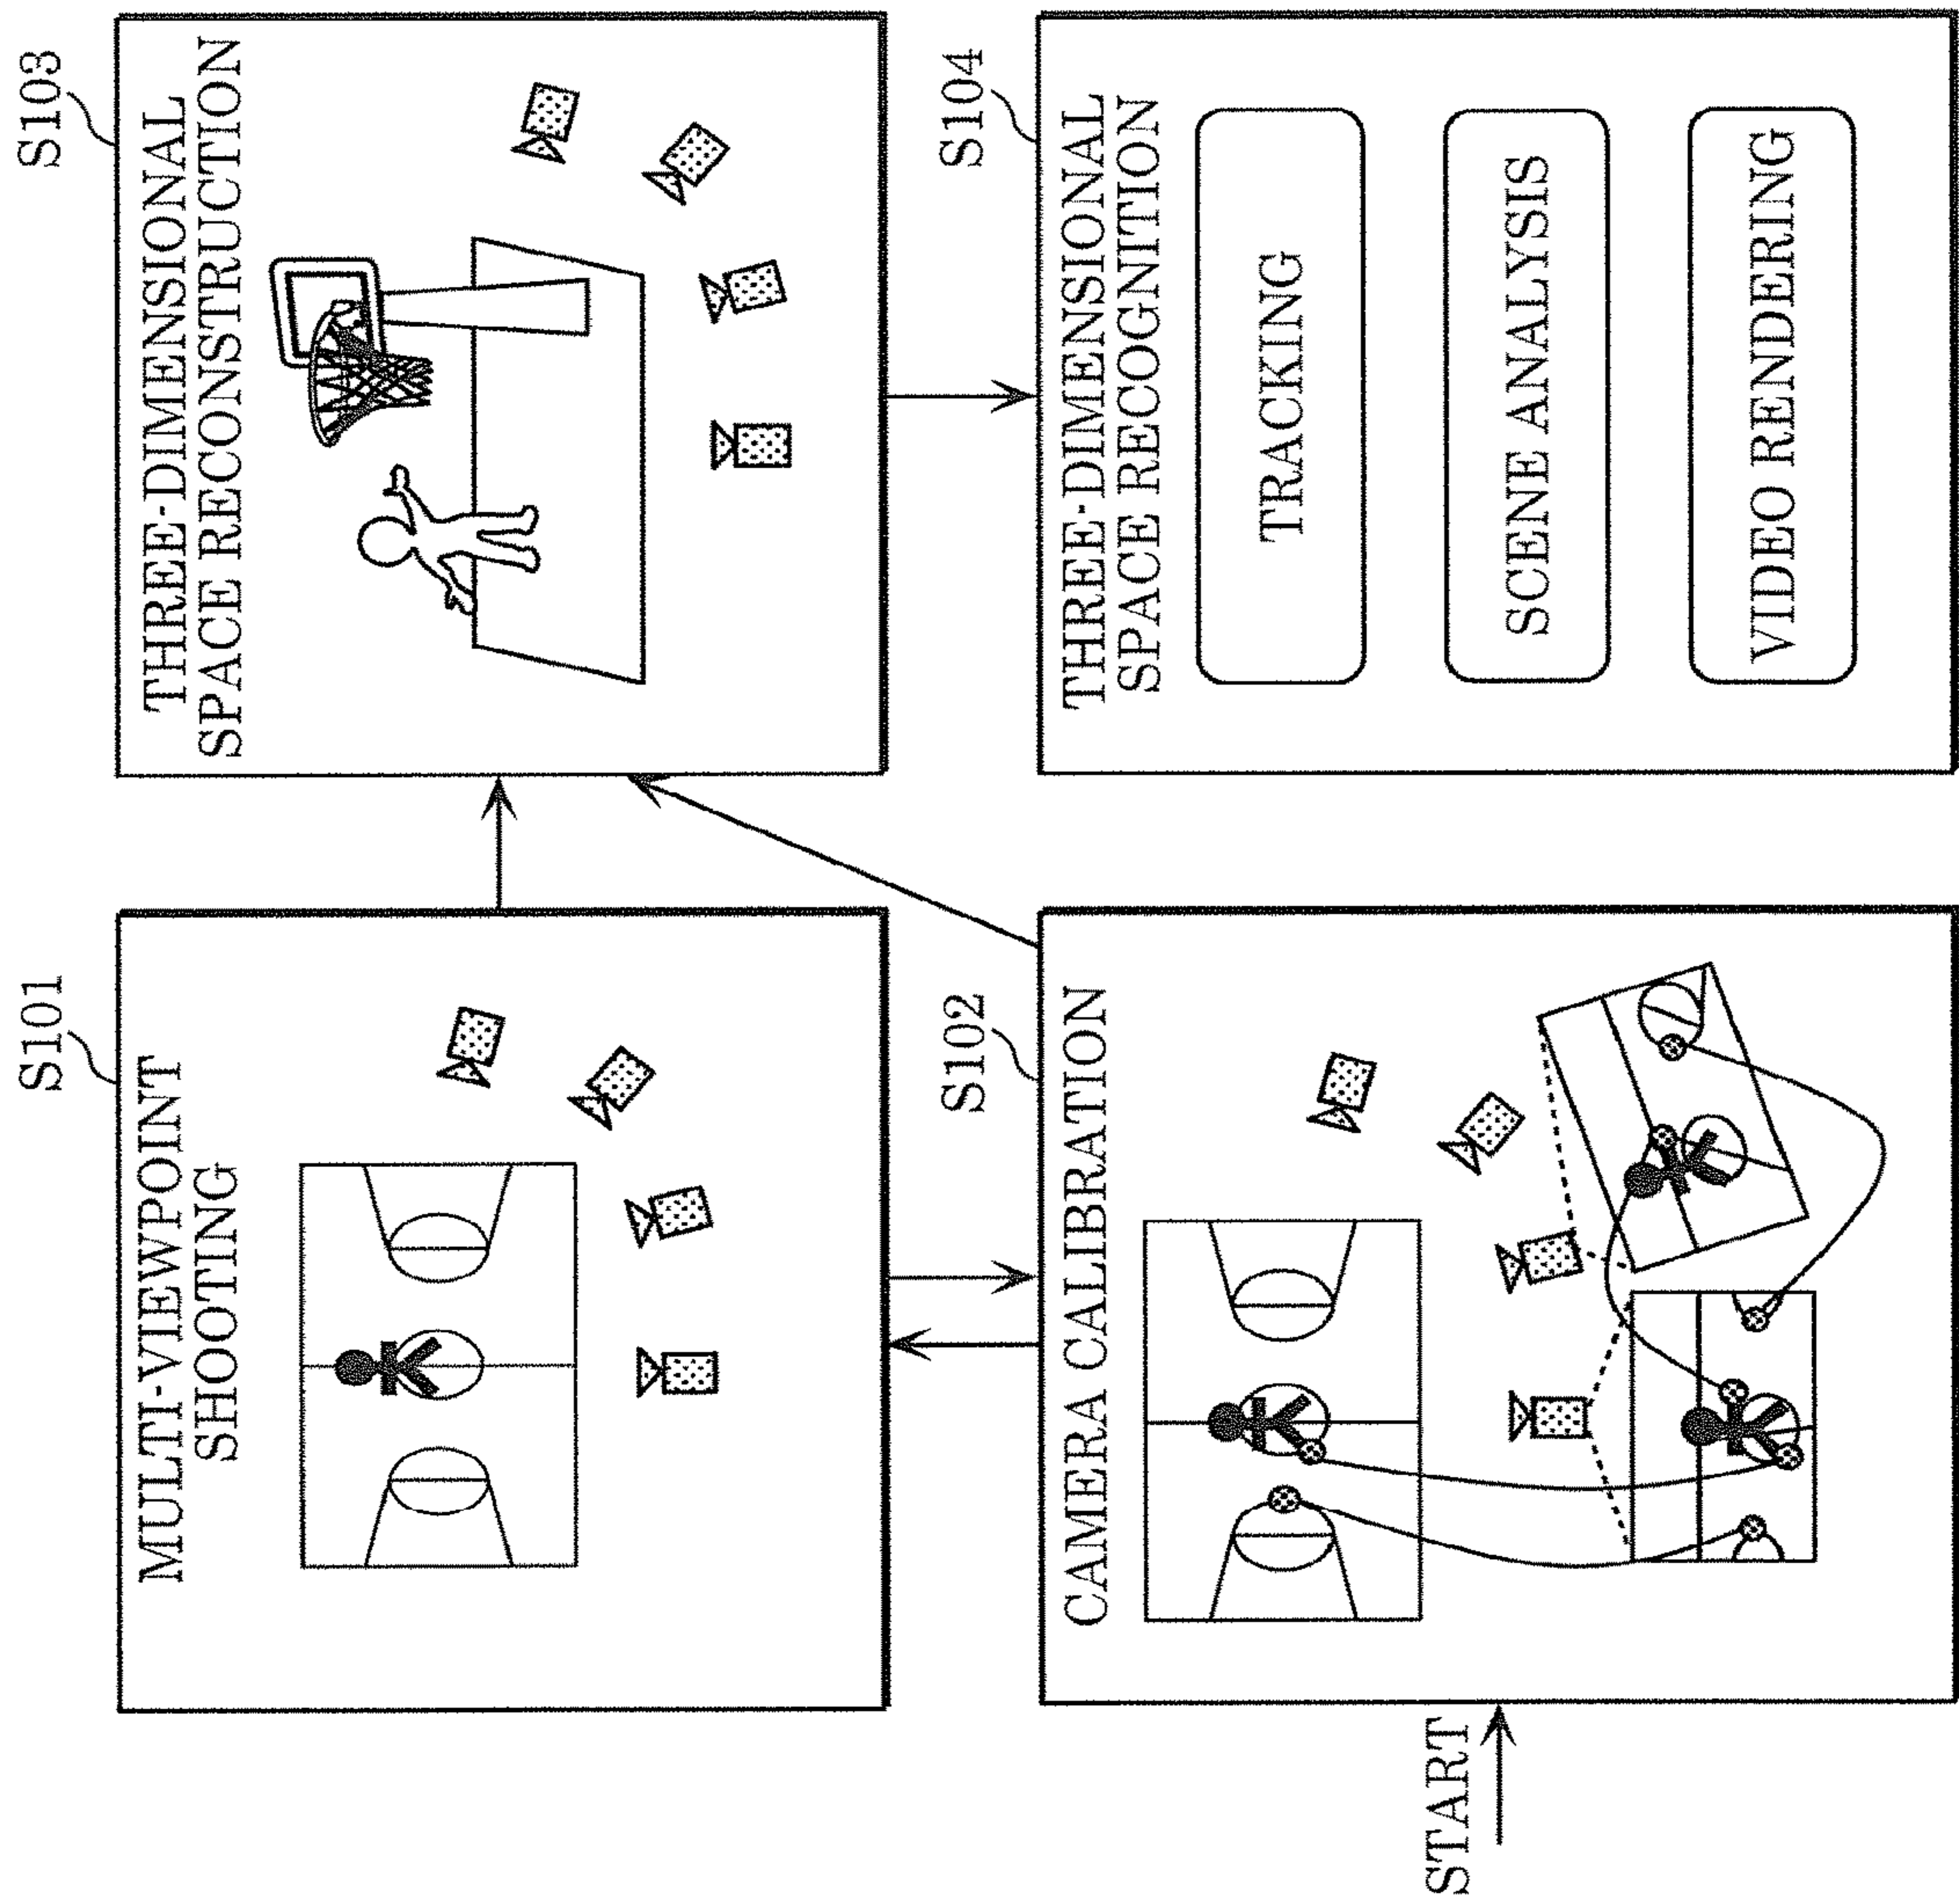 S101
MULTI-VIEWPOINT
SHOOTING
S103
THREE-DIMENSIONAL
SPACE RECONSTRUCTION
START
S102
CAMERA CALIBRATION
S104
THREE-DIMENSIONAL
SPACE RECOGNITION
TRACKING
SCENE ANALYSIS
VIDEO RENDERING